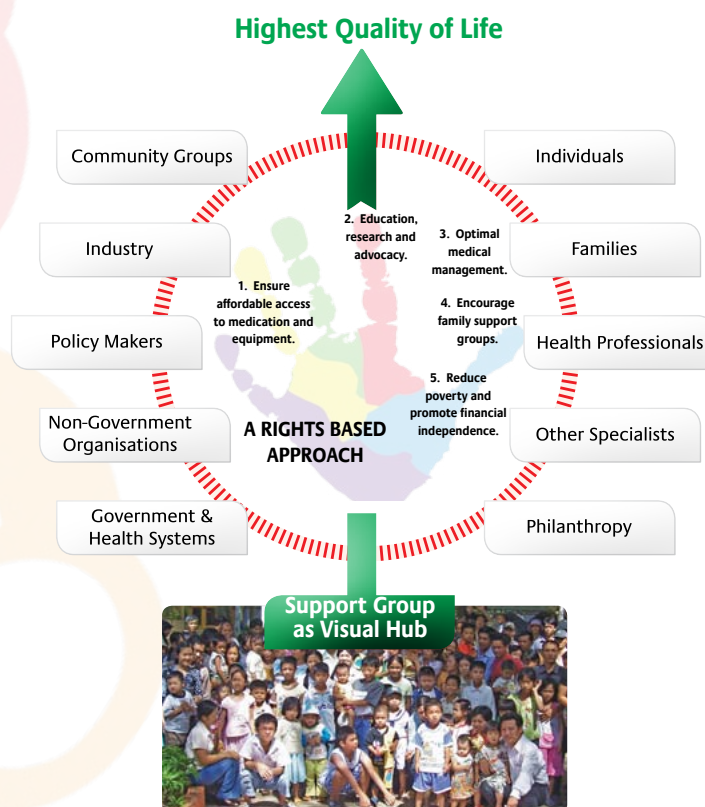 Highest Quality of Life
Community Groups
Individuals
Industry
Families
Policy Makers
Health Professionals
Non-Government
Organisations
Other Specialists
Government &
Health Systems
Philanthropy
1. Ensure
affordable access
to medication and
equipment.
2. Education,
research and
advocacy.
3. Optimal
medical
management.
4. Encourage
family support
groups.
5. Reduce
poverty and
promote financial
independence.
A RIGHTS BASED
APPROACH
Support Group
as Visual Hub